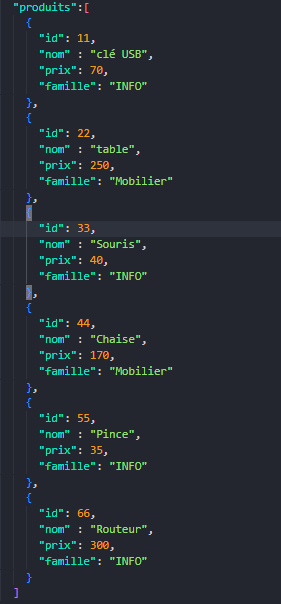 "produits":[
{
"id": 11,
"nom" : "clé USB",
"prix": 70,
"famille": "INFO"
},
{
"id": 22,
"nom" : "table",
"prix": 250,
"famille": "Mobilier"
},
{
"id": 33,
"nom" : "Souris",
"prix": 40,
"famille": "INFO"
},
{
"id": 44,
"nom" : "Chaise",
"prix": 170,
"famille": "Mobilier"
},
{
"id": 55,
"nom" : "Pince",
"prix": 35,
"famille": "INFO"
},
{
"id": 66,
"nom" : "Routeur",
"prix": 300,
"famille": "INFO"
}
]